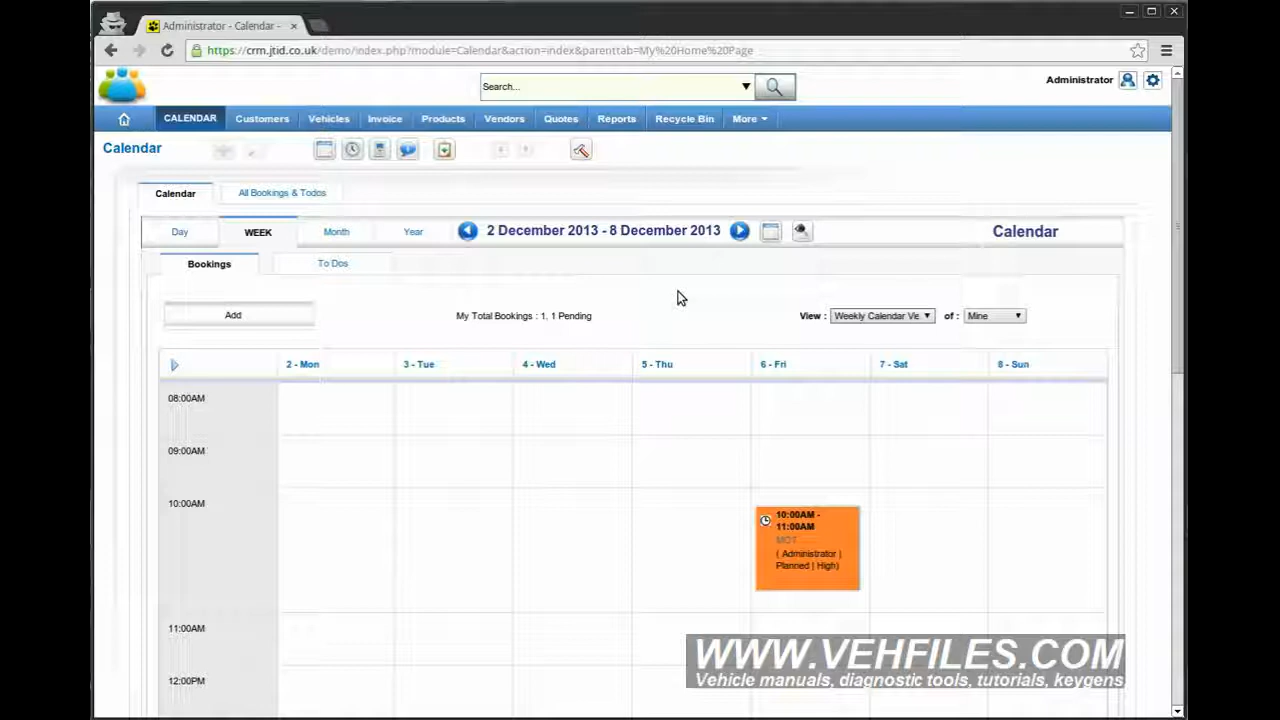 Administrator - Calendar -
https://crm.jtid.co.uk/demo/index.php?module=Calendar&action=index&parenttab=My%20Home%20Page
Search...
Administrator
CALENDAR Customers Vehicles Invoice Products Vendors Quotes Reports Recycle Bin More
Calendar
Calendar All Bookings & Todos
Day WEEK Month Year 2 December 2013 - 8 December 2013 Calendar
Bookings To Dos
Add My Total Bookings : 1, 1 Pending View : Weekly Calendar Ve of : Mine
2 - Mon 3 - Tue 4 - Wed 5 - Thu 6 - Fri 7 - Sat 8 - Sun
08:00AM
09:00AM
10:00AM
10:00AM -
11:00AM
MOT......
( Administrator |
Planned | High)
11:00AM
12:00PM
WWW.VEHFILES.COM
Vehicle manuals, diagnostic tools, tutorials, keygens